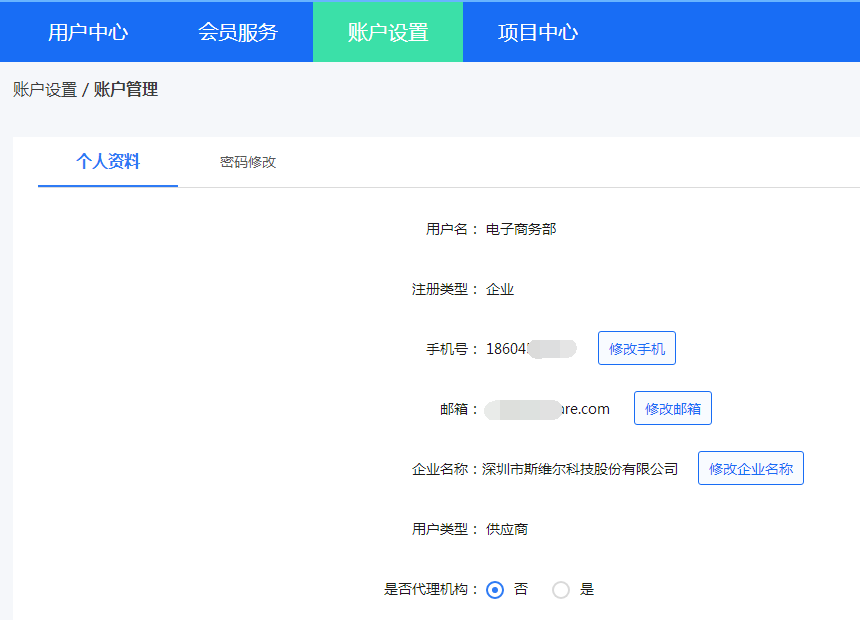 用户中心 会员服务 账户设置 项目中心
账户设置 / 账户管理
个人资料 密码修改
用户名： 电子商务部
注册类型： 企业
手机号： 18604 修改手机
邮箱： are.com 修改邮箱
企业名称：深圳市斯维尔科技股份有限公司 修改企业名称
用户类型： 供应商
是否代理机构： 否 是